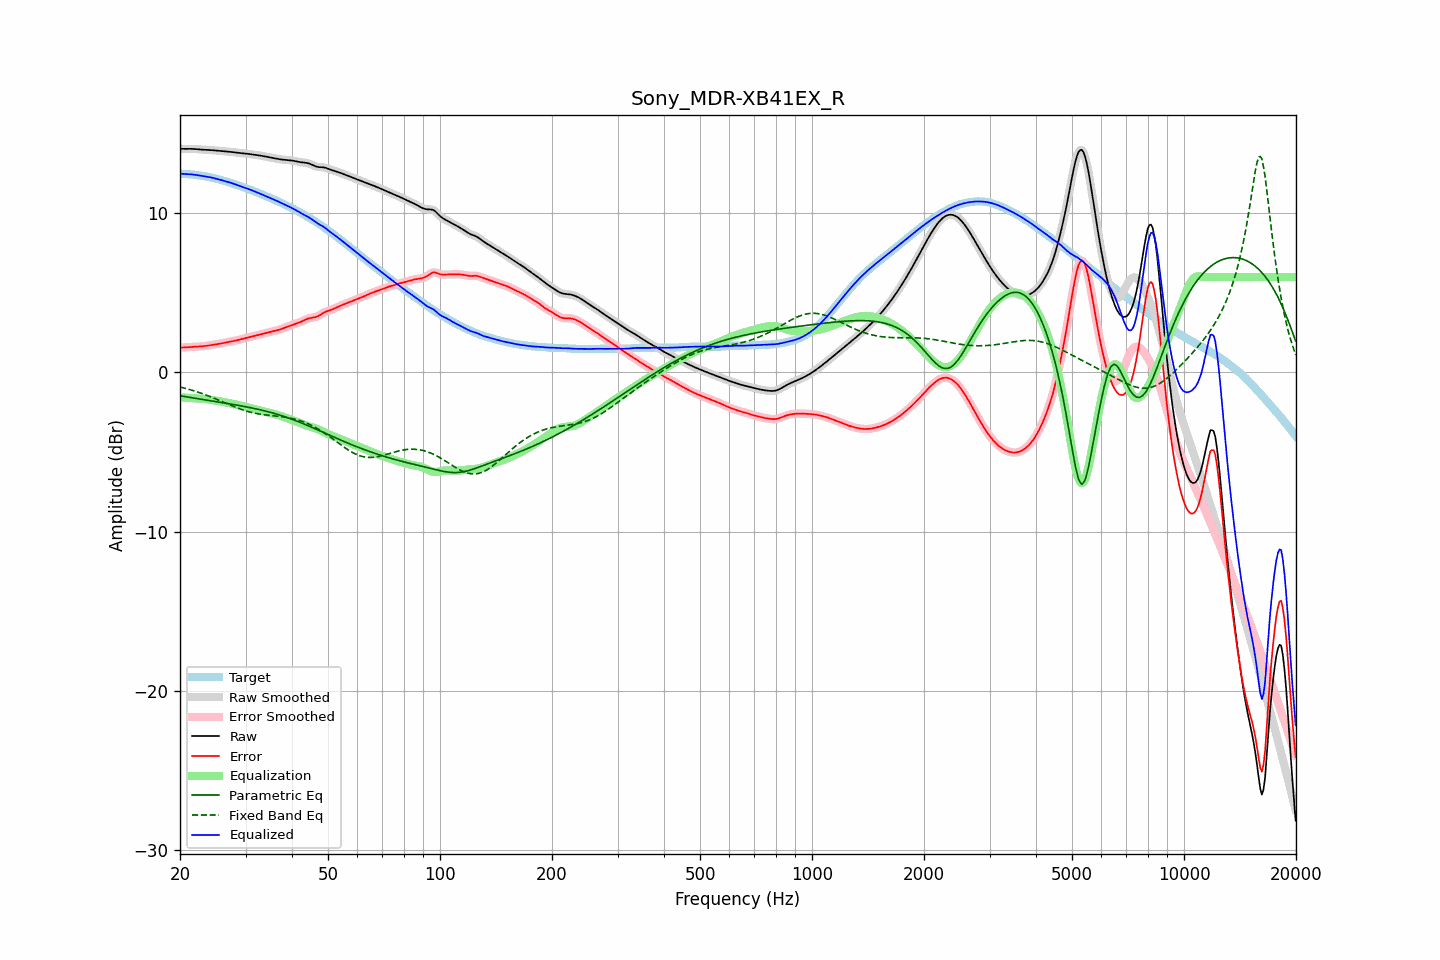 Sony_MDR-XB41EX_R
Amplitude (dBr)
10
0
−10
−20
−30
Target
Raw Smoothed
Error Smoothed
Raw
Error
Equalization
Parametric Eq
Fixed Band Eq
Equalized
20 50 100 200 500 1000 2000 5000 10000 20000
Frequency (Hz)